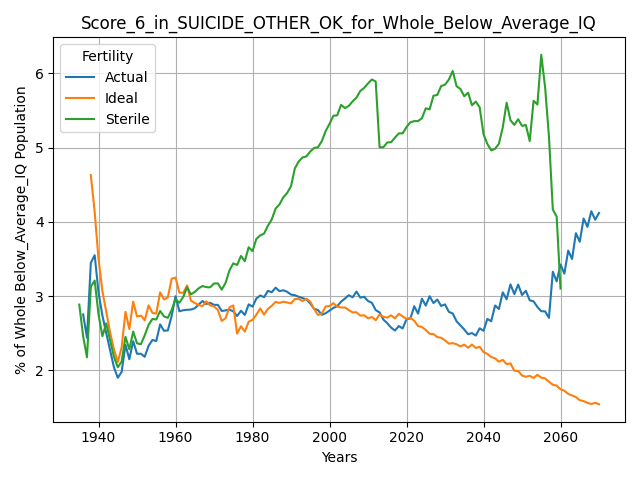 Score_6_in_SUICIDE_OTHER_OK_for_Whole_Below_Average_IQ
Fertility
Actual
Ideal
Sterile
% of Whole Below_Average_IQ Population
6
5
4
3
2
1940
1960
1980
2000
2020
2040
2060
Years